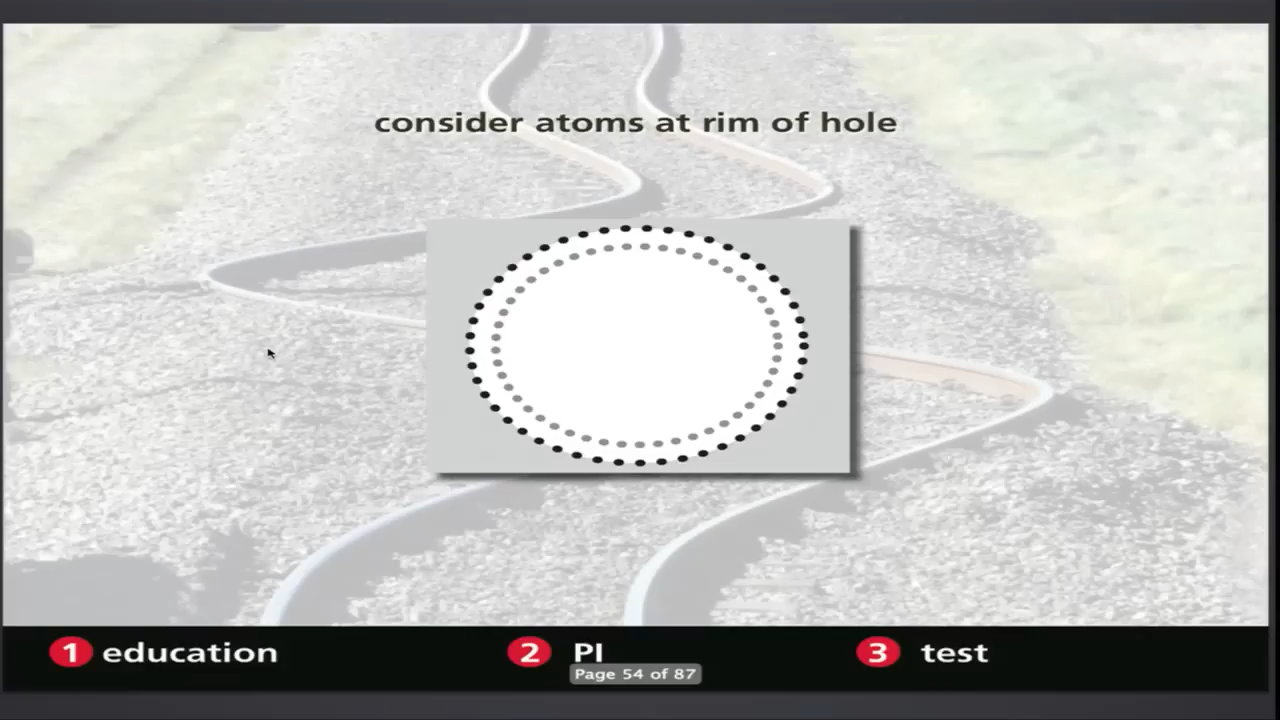 consider atoms at rim of hole
1 education 2 PI 3 test
Page 54 of 87